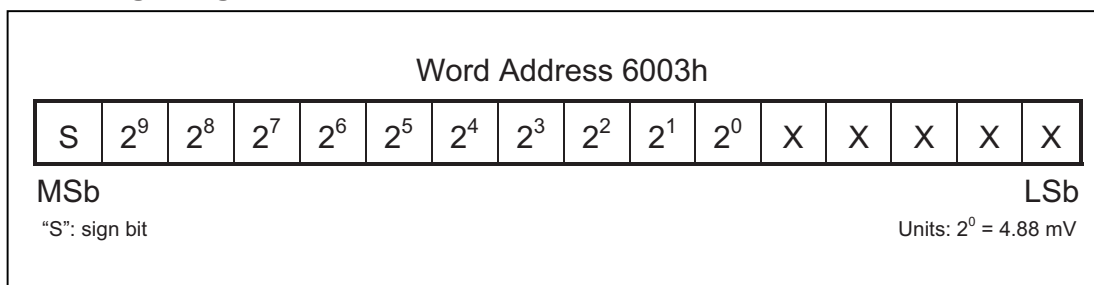 Word Address 6003h
S 2⁹ 2⁸ 2⁷ 2⁶ 2⁵ 2⁴ 2³ 2² 2¹ 2⁰ X X X X X
MSb LSb
“S”: sign bit Units: 2⁰ = 4.88 mV